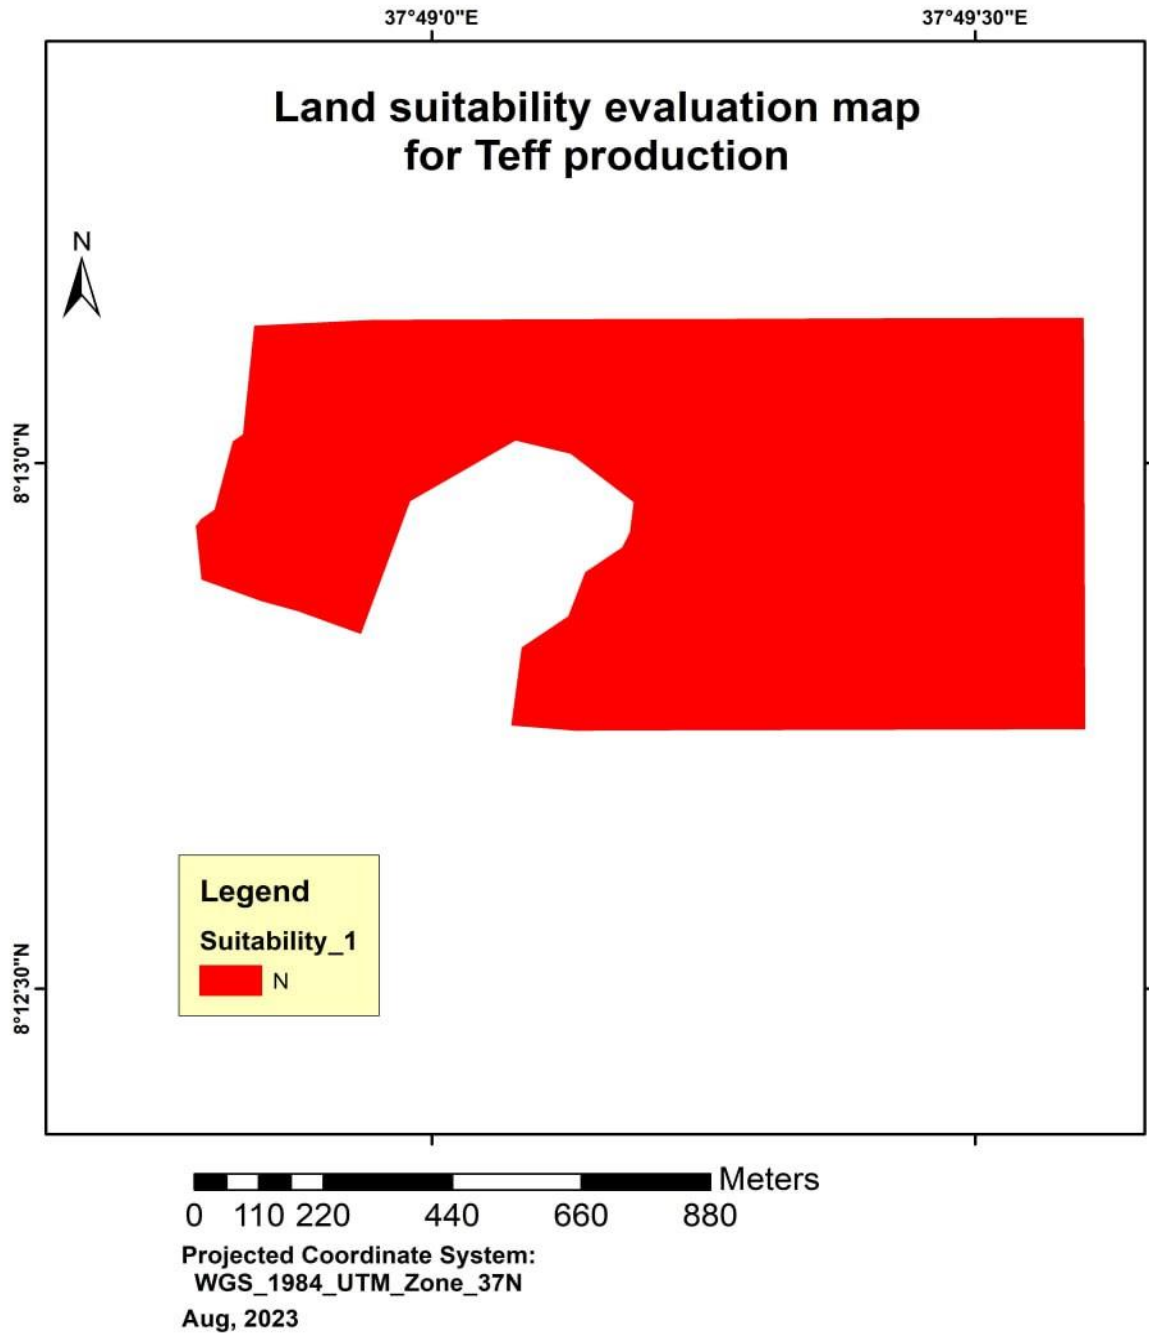 37°49'0"E
37°49'30"E
Land suitability evaluation map
for Teff production
N
8°13'0"N
Legend
Suitability_1
N
8°12'30"N
Meters
0 110 220 440 660 880
Projected Coordinate System:
WGS_1984_UTM_Zone_37N
Aug, 2023